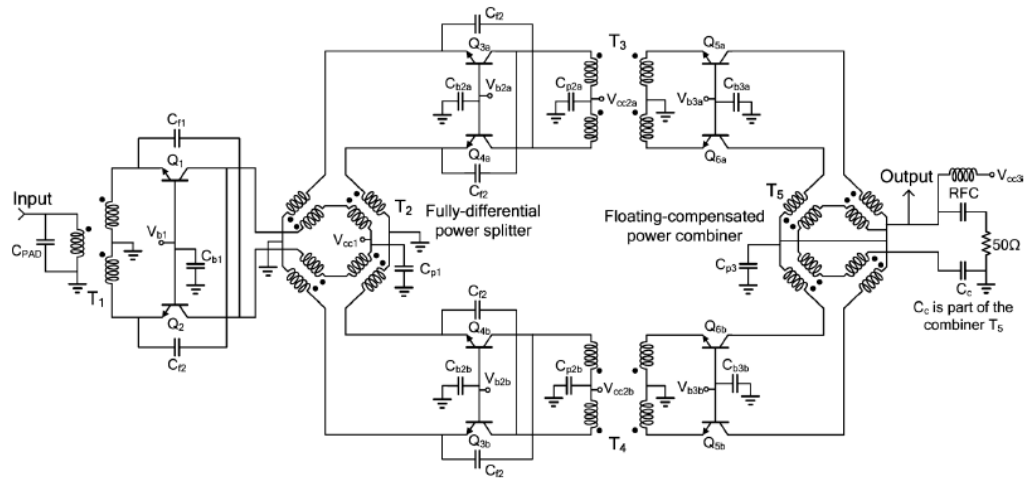 Cf2
Q3a
Cb2a
Vb2a
Q4a
Cf2
T3
Cp2a
Vcc2a
Q5a
Vb3a
Cb3a
Q6a
Cf1
Q1
Input
CPAD
T1
Vb1
Cb1
Q2
Cf2
T2
Vcc1
Cp1
Fully-differential
power splitter
Floating-compensated
power combiner
T5
Cp3
Output
RFC
50Ω
Cc
Cc is part of the
combiner T5
Cf2
Q4b
Cb2b
Vb2b
Q3b
Cf2
Cp2b
Vcc2b
T4
Q6b
Vb3b
Cb3b
Q5b